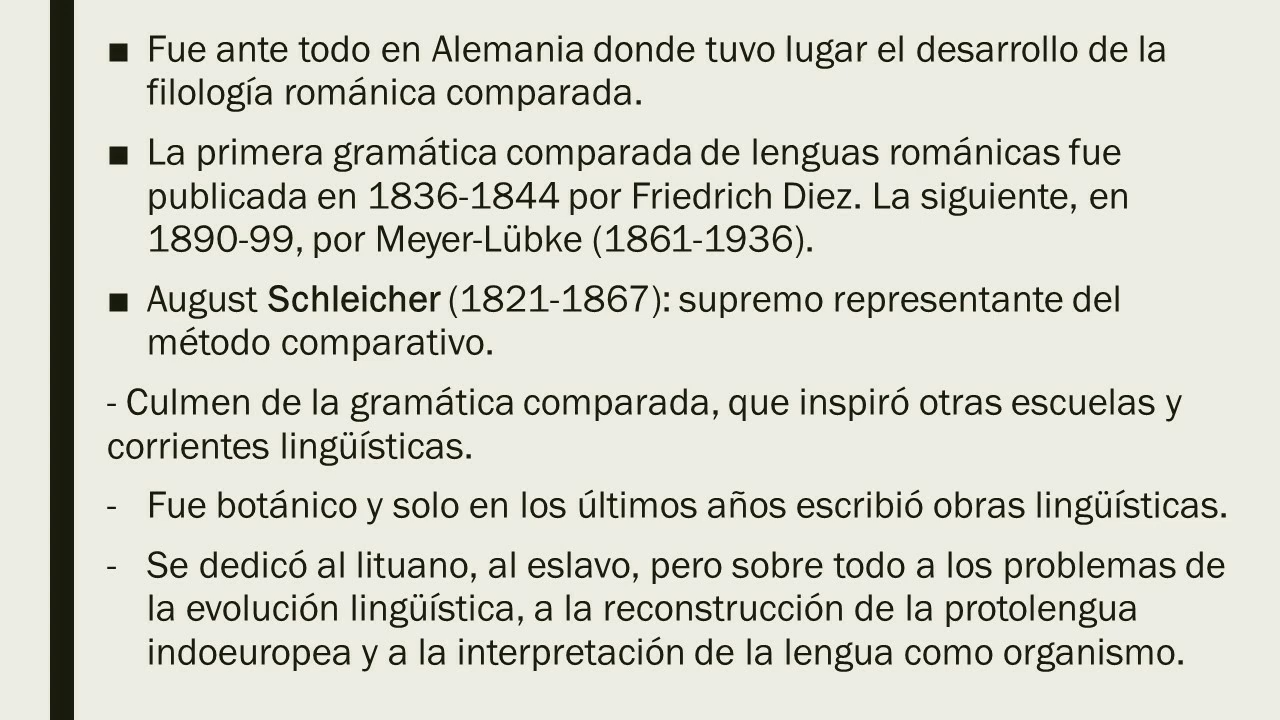 ▪ Fue ante todo en Alemania donde tuvo lugar el desarrollo de la
filología románica comparada.
▪ La primera gramática comparada de lenguas románicas fue
publicada en 1836-1844 por Friedrich Diez. La siguiente, en
1890-99, por Meyer-Lübke (1861-1936).
▪ August Schleicher (1821-1867): supremo representante del
método comparativo.
- Culmen de la gramática comparada, que inspiró otras escuelas y
corrientes lingüísticas.
- Fue botánico y solo en los últimos años escribió obras lingüísticas.
- Se dedicó al lituano, al eslavo, pero sobre todo a los problemas de
la evolución lingüística, a la reconstrucción de la protolengua
indoeuropea y a la interpretación de la lengua como organismo.